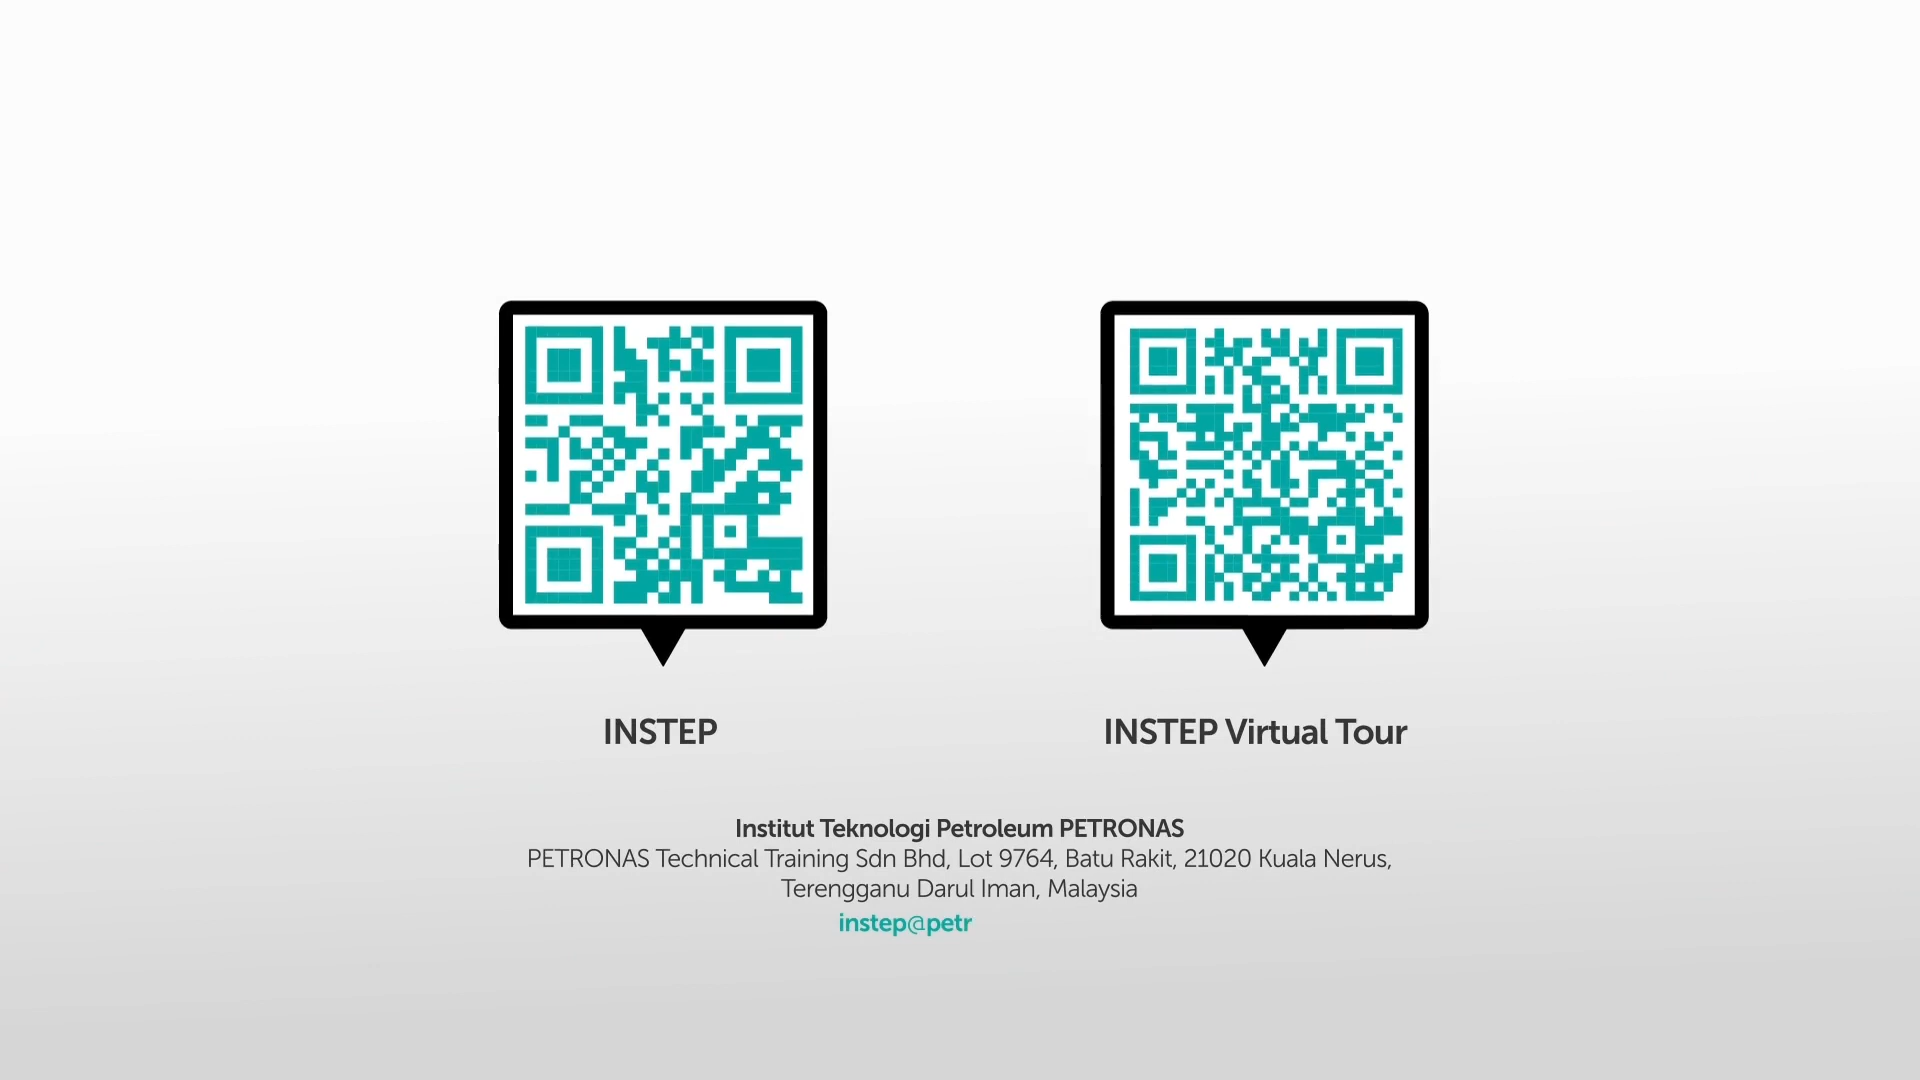 INSTEP
INSTEP Virtual Tour
Institut Teknologi Petroleum PETRONAS
PETRONAS Technical Training Sdn Bhd, Lot 9764, Batu Rakit, 21020 Kuala Nerus,
Terengganu Darul Iman, Malaysia
instep@petr